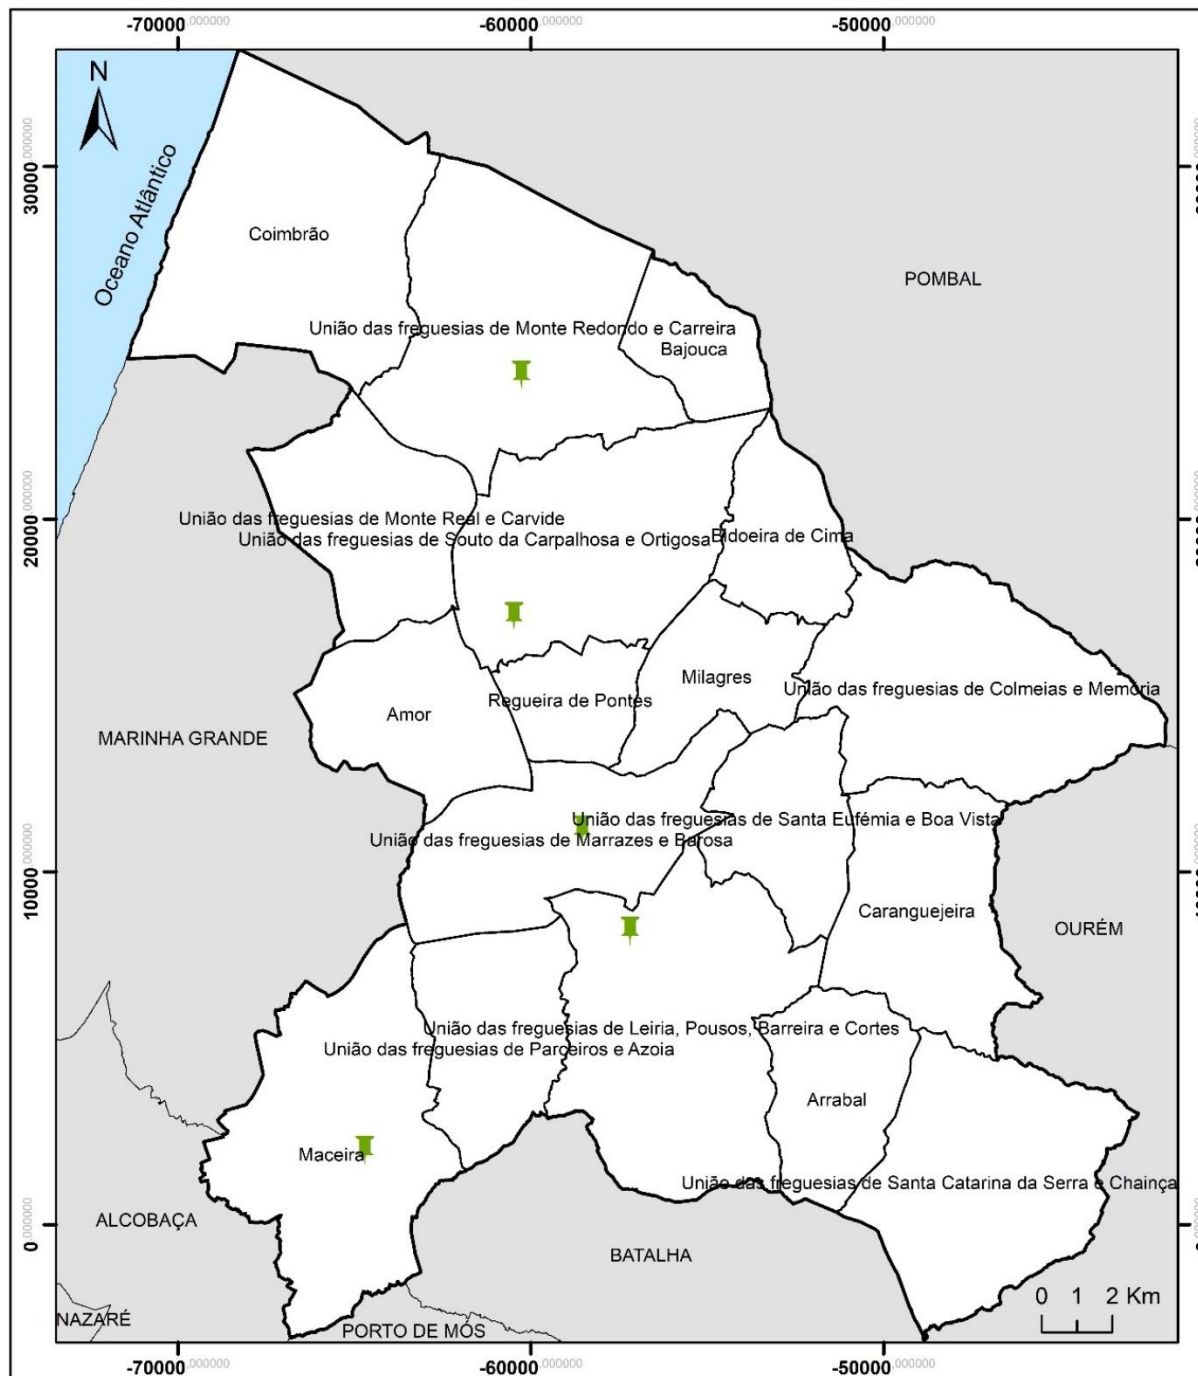 -70000,000000 -60000,000000 -50000,000000
N
30000,000000
Oceano Atlântico
Coimbrão
POMBAL
União das freguesias de Monte Redondo e Carreira
Bajouca
20000,000000
União das freguesias de Monte Real e Carvide
União das freguesias de Souto da Carpalhosa e Ortigosa
Bidoeira de Cima
Milagres
União das freguesias de Colmeias e Memória
Regueira de Pontes
Amor
MARINHA GRANDE
União das freguesias de Santa Eufémia e Boa Vista
União das freguesias de Marrazes e Barosa
10000,000000
Caranguejeira
OURÉM
União das freguesias de Leiria, Pousos, Barreira e Cortes
União das freguesias de Parceiros e Azoia
Arrabal
Maceira
União das freguesias de Santa Catarina da Serra e Chainça
0,000000
ALCOBAÇA
BATALHA
0 1 2 Km
NAZARÉ
PORTO DE MÓS
-70000,000000 -60000,000000 -50000,000000